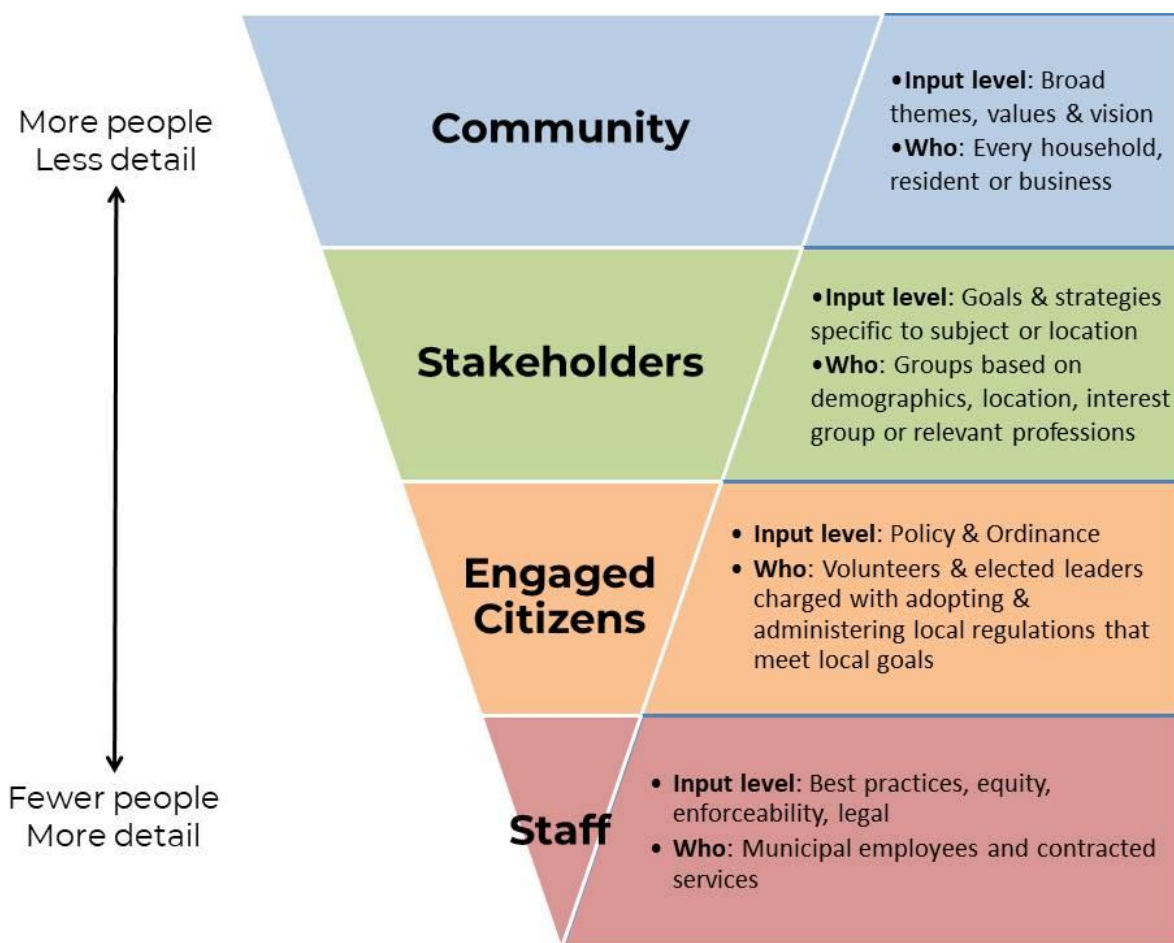 More people
Less detail
Community
•Input level: Broad
themes, values & vision
•Who: Every household,
resident or business
Stakeholders
•Input level: Goals & strategies
specific to subject or location
•Who: Groups based on
demographics, location, interest
group or relevant professions
Engaged
Citizens
• Input level: Policy & Ordinance
• Who: Volunteers & elected leaders
charged with adopting &
administering local regulations that
meet local goals
Fewer people
More detail
Staff
• Input level: Best practices, equity,
enforceability, legal
• Who: Municipal employees and contracted
services